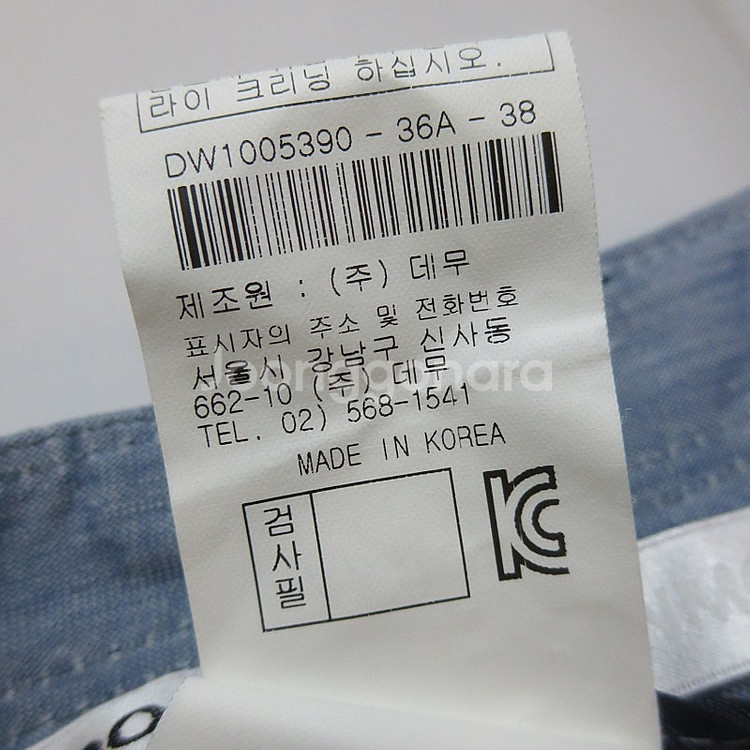 라이 크리닝 하십시오.
DW1005390 - 36A - 38
제조원 : (주) 데무
표시자의 주소 및 전화번호
서울시 강남구 신사동
662-10 (주) 데무
Joonggonara
TEL. 02) 568-1541
MADE IN KOREA
검사필
KC